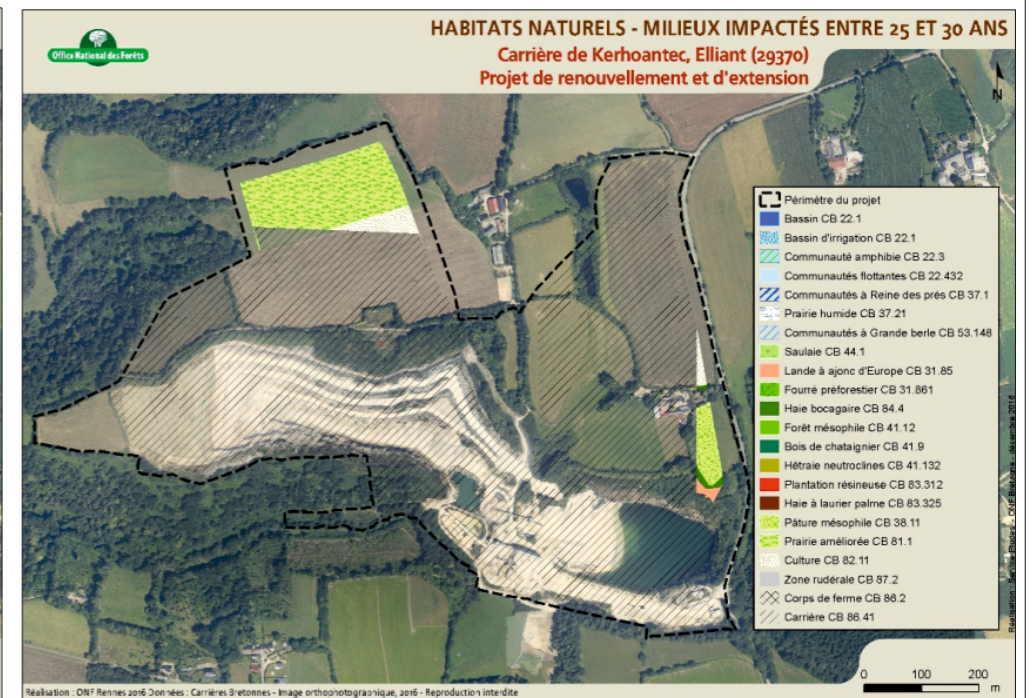 Office National des Forêts
HABITATS NATURELS - MILIEUX IMPACTÉS ENTRE 25 ET 30 ANS
Carrière de Kerhoantec, Elliant (29370)
Projet de renouvellement et d'extension
N
Périmètre du projet
Bassin CB 22.1
Bassin d'irrigation CB 22.1
Communauté amphibie CB 22.3
Communautés flottantes CB 22.432
Communautés à Reine des prés CB 37.1
Prairie humide CB 37.21
Communautés à Grande berle CB 53.148
Saulaie CB 44.1
Lande à ajonc d'Europe CB 31.85
Fourré préforestier CB 31.861
Haie bocagaire CB 84.4
Forêt mésophile CB 41.12
Bois de chataignier CB 41.9
Hêtraie neutroclines CB 41.132
Plantation résineuse CB 83.312
Haie à laurier palme CB 83.325
Pâture mésophile CB 38.11
Prairie améliorée CB 81.1
Culture CB 82.11
Zone rudérale CB 87.2
Corps de ferme CB 86.2
Carrière CB 86.41
Réalisation : Service Etudes - ONF Bretagne - décembre 2016
0 100 200
m
Réalisation : ONF Rennes 2016 Données : Carrières Bretonnes - Image orthophotographique, 2016 - Reproduction interdite